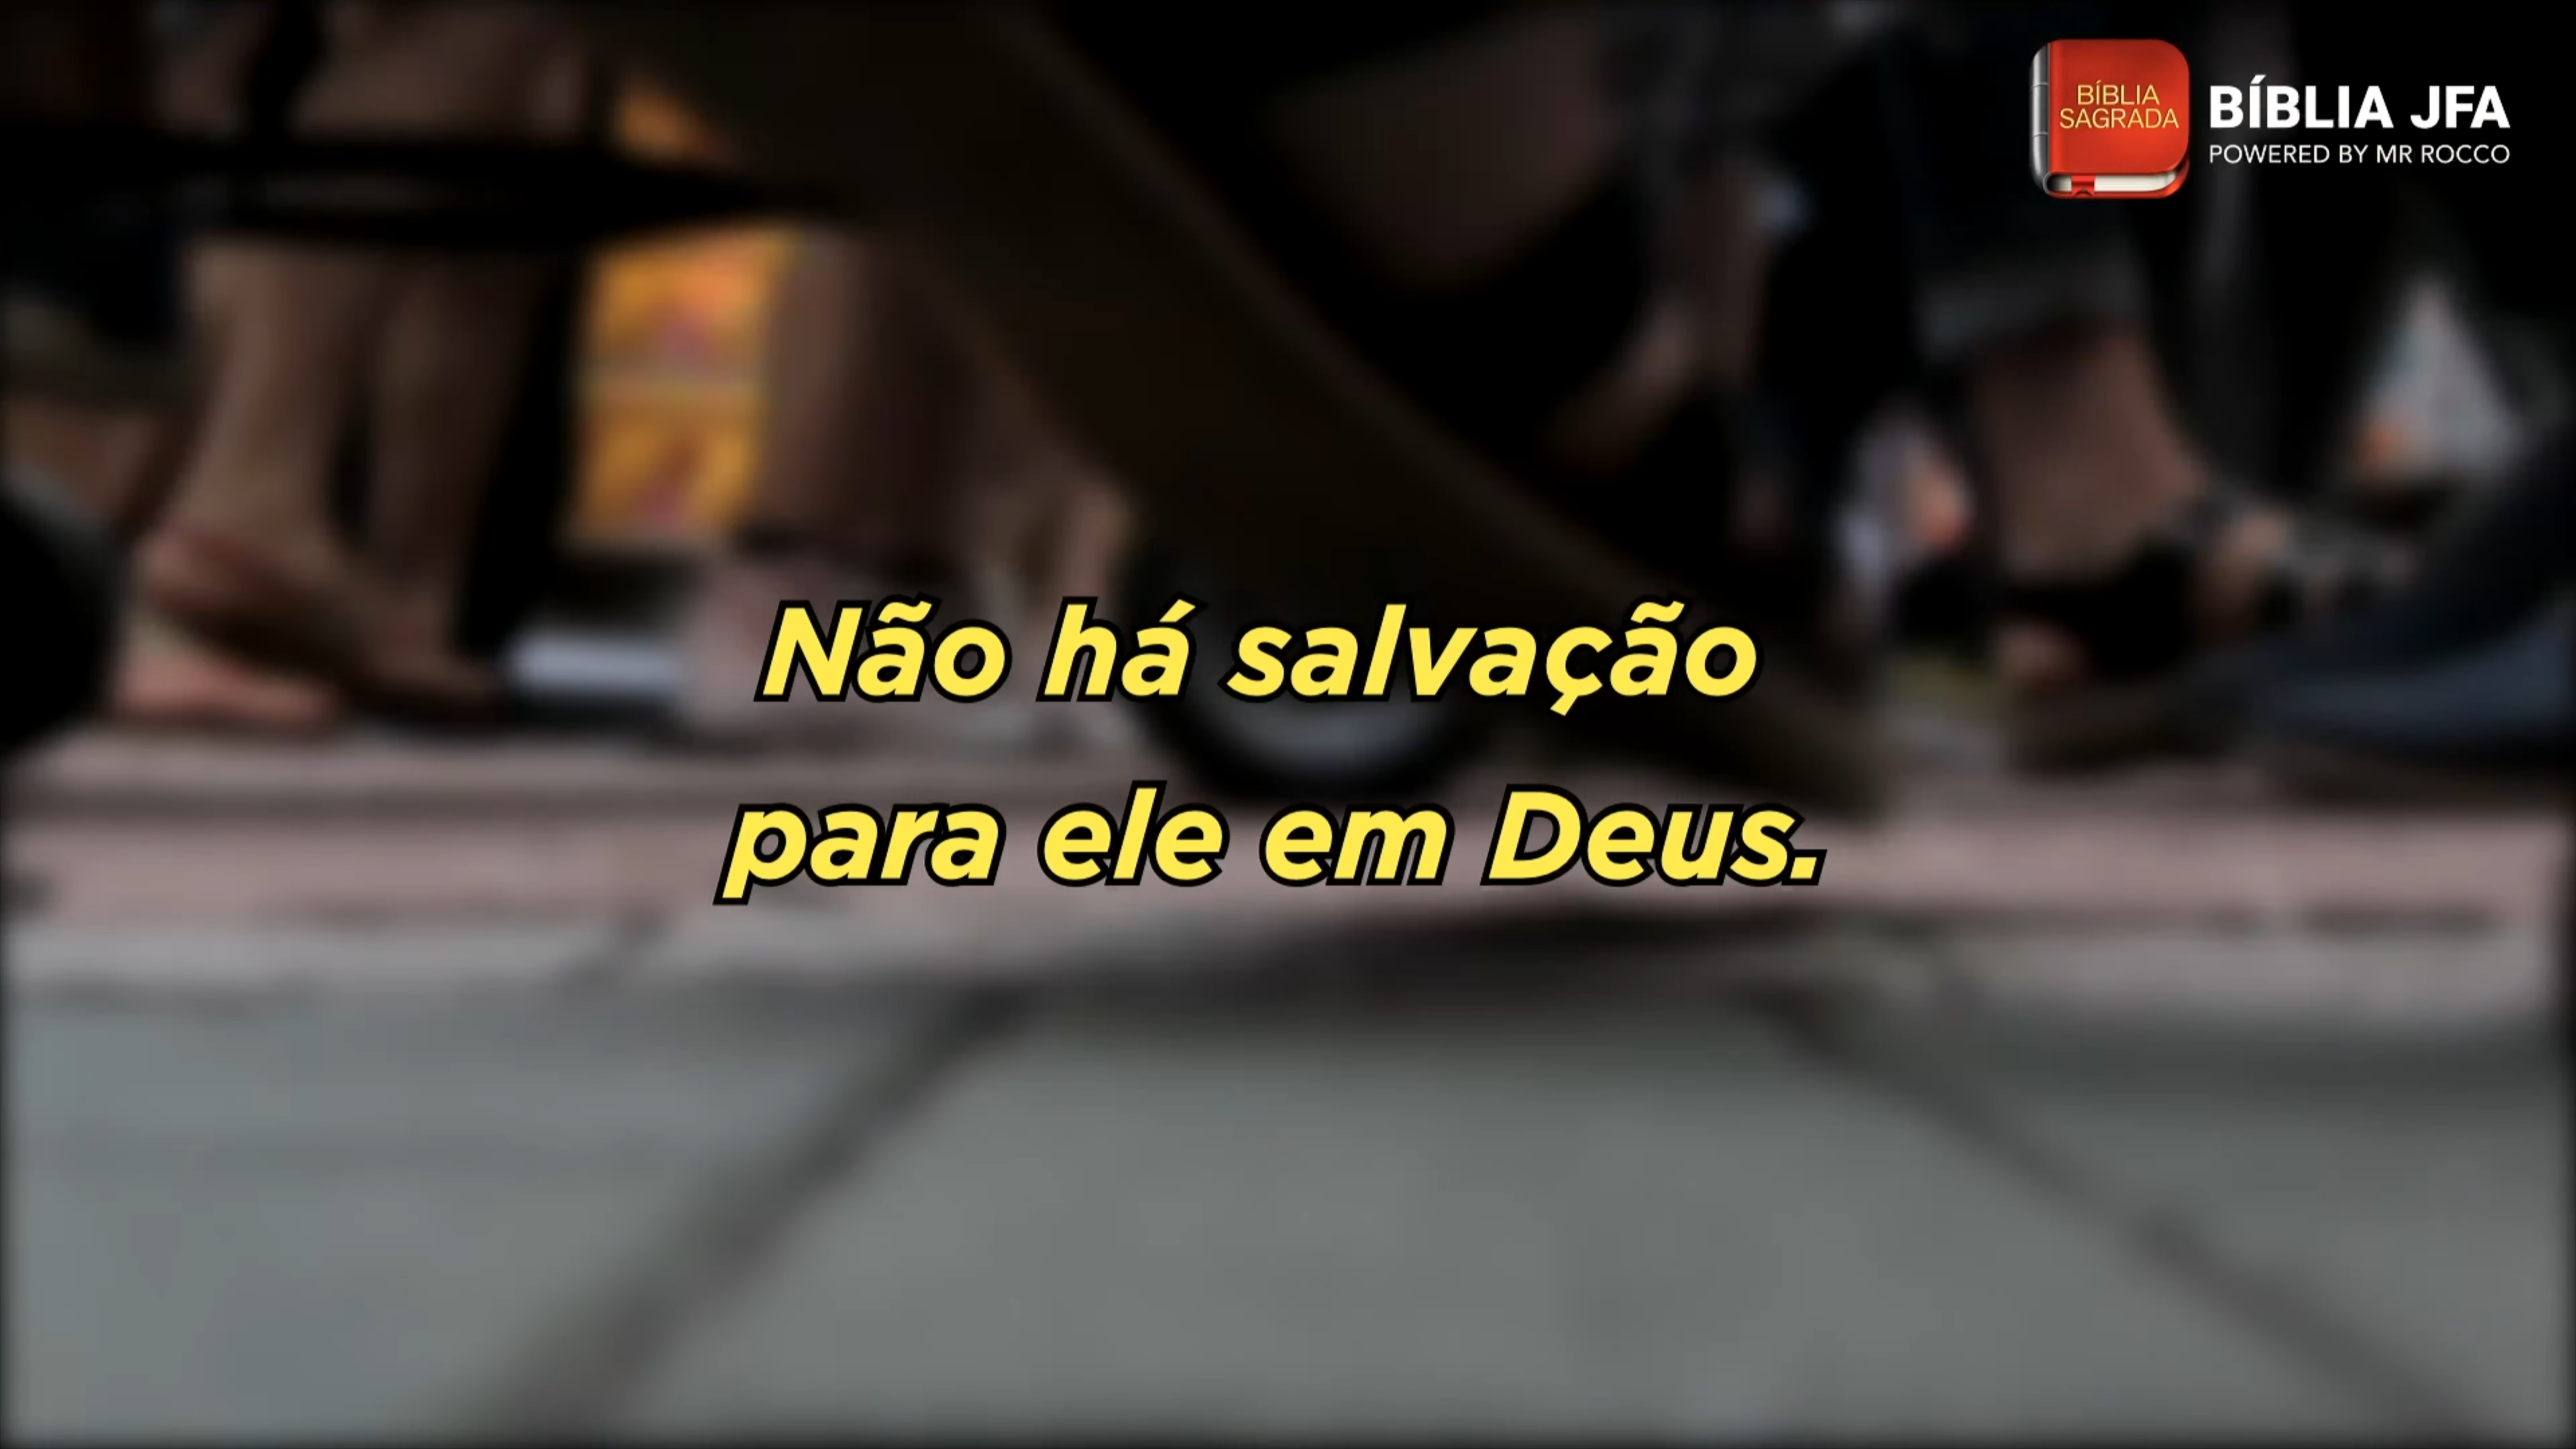 BÍBLIA
SAGRADA
BÍBLIA JFA
POWERED BY MR ROCCO
Não há salvação
para ele em Deus.